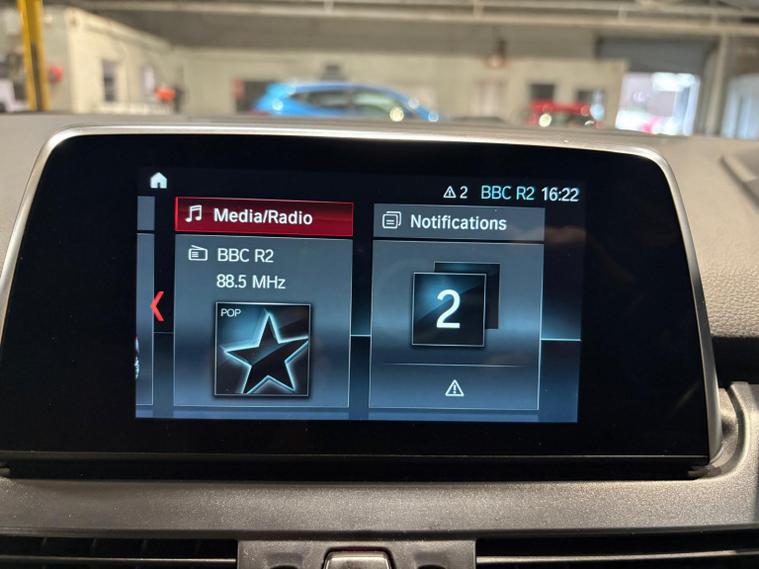 2 BBC R2 16:22
Media/Radio
BBC R2
88.5 MHz
POP
Notifications
2